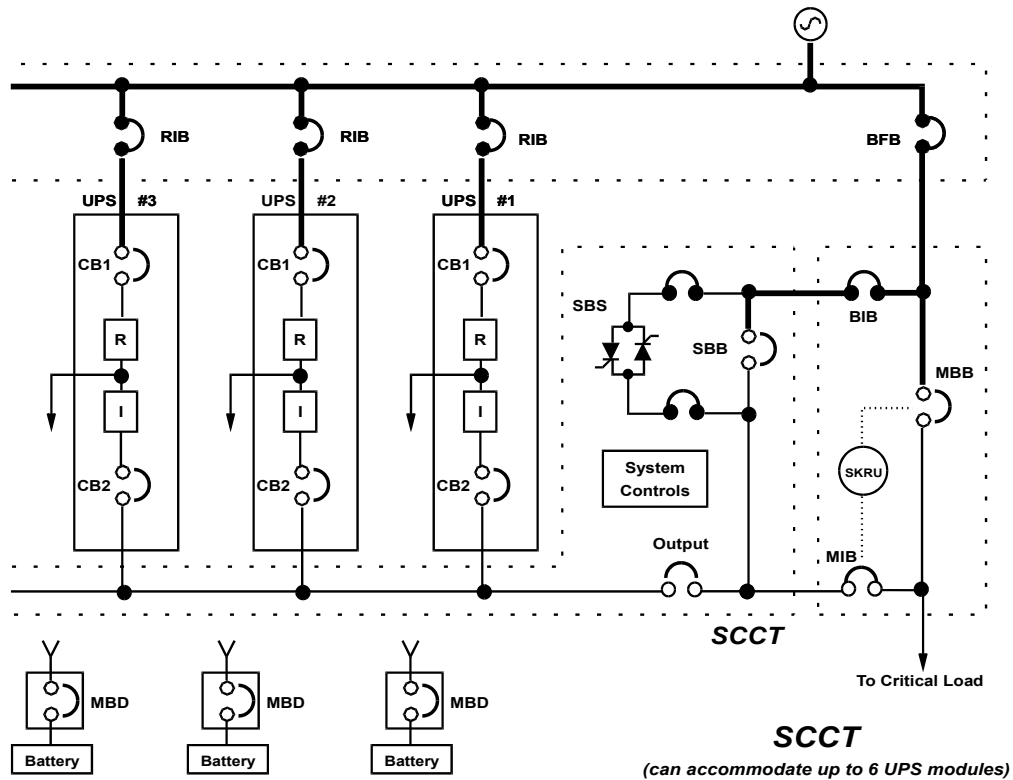 RIB
RIB
RIB
BFB
UPS #3
UPS #2
UPS #1
CB1
CB1
CB1
SBS
SBB
BIB
R
R
R
MBB
I
I
I
System
Controls
SKRU
CB2
CB2
CB2
Output
MIB
SCCT
To Critical Load
MBD
MBD
MBD
Battery
Battery
Battery
SCCT
(can accommodate up to 6 UPS modules)